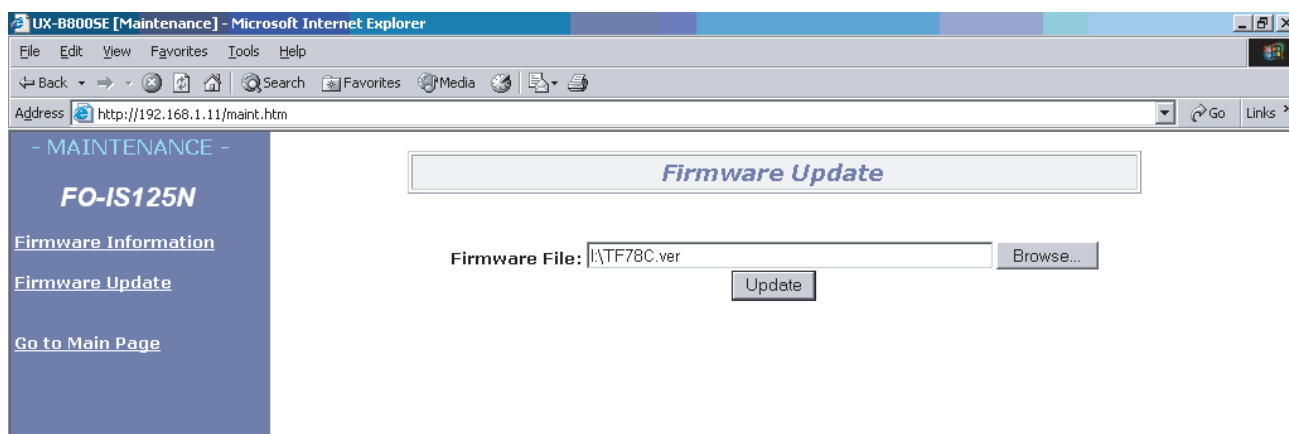 UX-B800SE [Maintenance] - Microsoft Internet Explorer
File Edit View Favorites Tools Help
Back Search Favorites Media
Address http://192.168.1.11/maint.htm Go Links
- MAINTENANCE -
FO-IS125N
Firmware Information
Firmware Update
Go to Main Page
Firmware Update
Firmware File: I:\TF78C.ver Browse...
Update